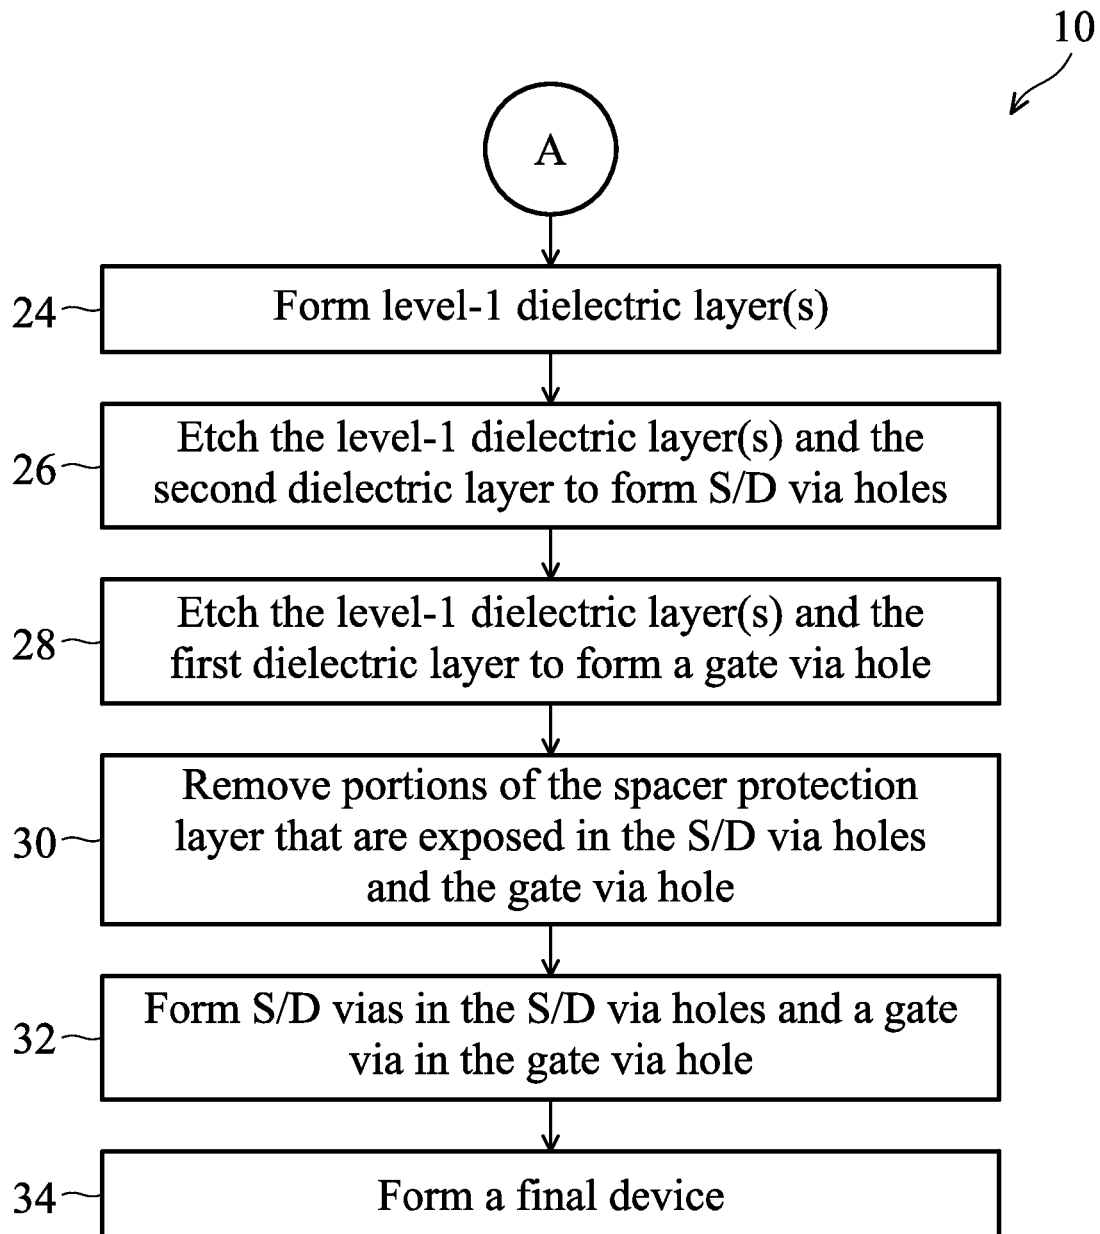 10
A
24
Form level-1 dielectric layer(s)
26
Etch the level-1 dielectric layer(s) and the
second dielectric layer to form S/D via holes
28
Etch the level-1 dielectric layer(s) and the
first dielectric layer to form a gate via hole
30
Remove portions of the spacer protection
layer that are exposed in the S/D via holes
and the gate via hole
32
Form S/D vias in the S/D via holes and a gate
via in the gate via hole
34
Form a final device